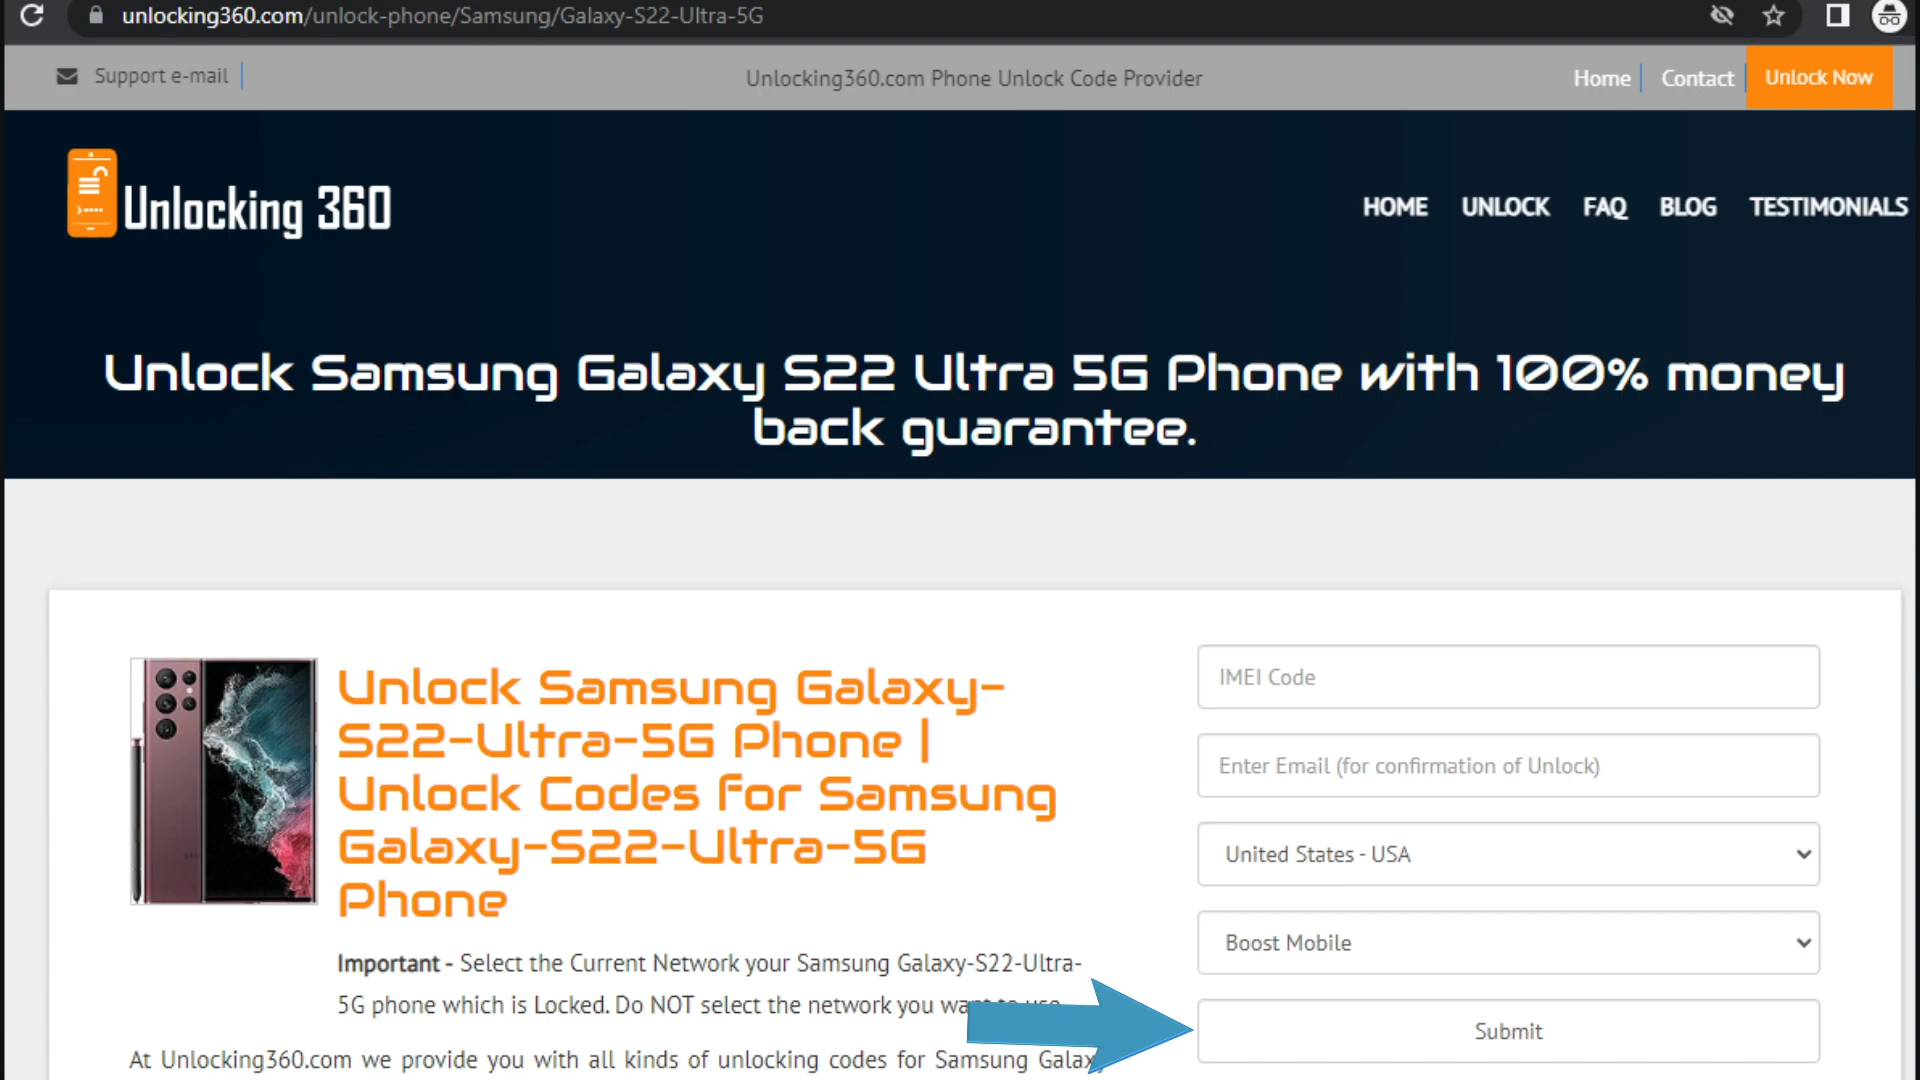 unlocking360.com/unlock-phone/Samsung/Galaxy-S22-Ultra-5G
Support e-mail
Unlocking360.com Phone Unlock Code Provider
Home
Contact
Unlock Now
Unlocking 360
HOME
UNLOCK
FAQ
BLOG
TESTIMONIALS
Unlock Samsung Galaxy S22 Ultra 5G Phone with 100% money
back guarantee.
Unlock Samsung Galaxy-
S22-Ultra-5G Phone |
Unlock Codes for Samsung
Galaxy-S22-Ultra-5G
Phone
Important - Select the Current Network your Samsung Galaxy-S22-Ultra-
5G phone which is Locked. Do NOT select the network you want to use
At Unlocking360.com we provide you with all kinds of unlocking codes for Samsung Galaxy
IMEI Code
Enter Email (for confirmation of Unlock)
United States - USA
Boost Mobile
Submit